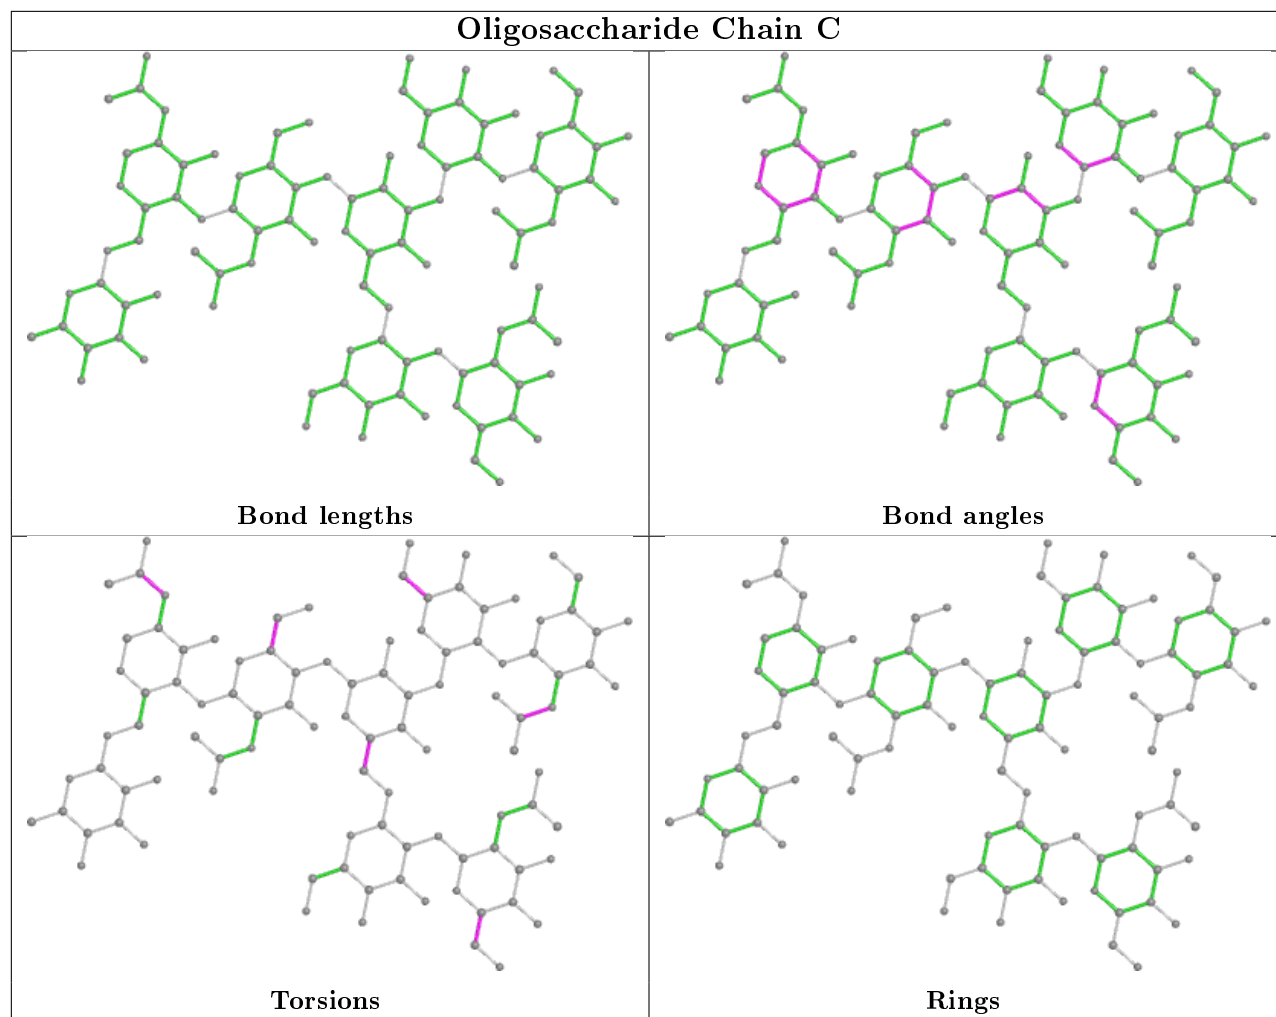 Oligosaccharide Chain C
Bond lengths
Bond angles
Torsions
Rings